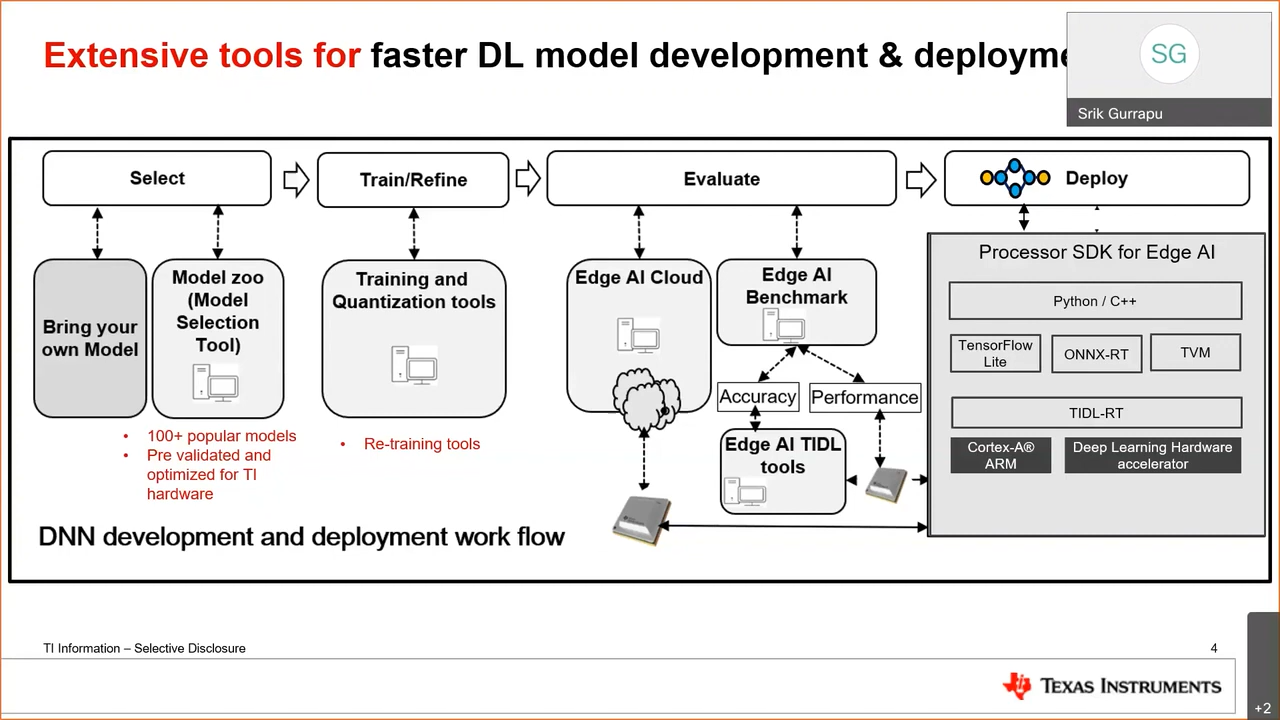 Extensive tools for faster DL model development & deployme
SG
Srik Gurrapu
Select
Train/Refine
Evaluate
Deploy
Bring your
own Model
Model zoo
(Model
Selection
Tool)
Training and
Quantization tools
Edge AI Cloud
Edge AI
Benchmark
Accuracy
Performance
Edge AI TIDL
tools
Processor SDK for Edge AI
Python / C++
TensorFlow
Lite
ONNX-RT
TVM
TIDL-RT
Cortex-A®
ARM
Deep Learning Hardware
accelerator
• 100+ popular models
• Pre validated and
optimized for TI
hardware
• Re-training tools
DNN development and deployment work flow
TI Information – Selective Disclosure
4
TEXAS INSTRUMENTS
+2